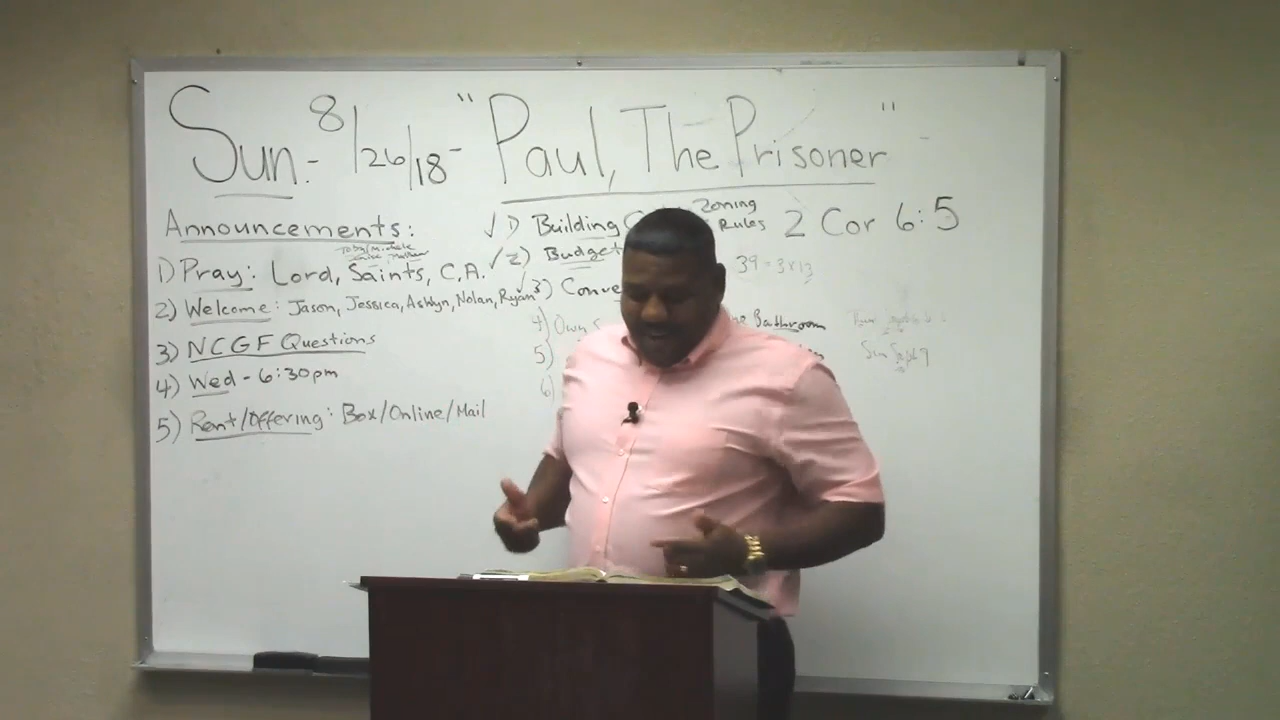 Sun. - 8/26/18 - "Paul, The Prisoner"
Announcements:
1) Pray: Lord, Saints, C.A.
2) Welcome: Jason, Jessica, Ashlyn, Nolan, Ryan
3) NCGF Questions
4) Wed - 6:30pm
5) Rent/Offering: Box/Online/Mail
✓ 1) Building Zoning Rules
✓ 2) Budget
✓ 3) Conve
4) Own Bathroom
5)
6)
2 Cor 6:5
39 = 3x13